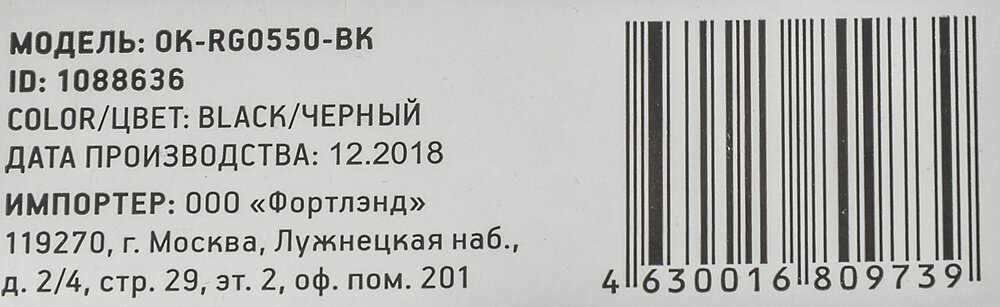 МОДЕЛЬ: OK-RG0550-BK
ID: 1088636
COLOR/ЦВЕТ: BLACK/ЧЕРНЫЙ
ДАТА ПРОИЗВОДСТВА: 12.2018
ИМПОРТЕР: ООО «Фортлэнд»
119270, г. Москва, Лужнецкая наб.,
д. 2/4, стр. 29, эт. 2, оф. пом. 201
4 630016 809739